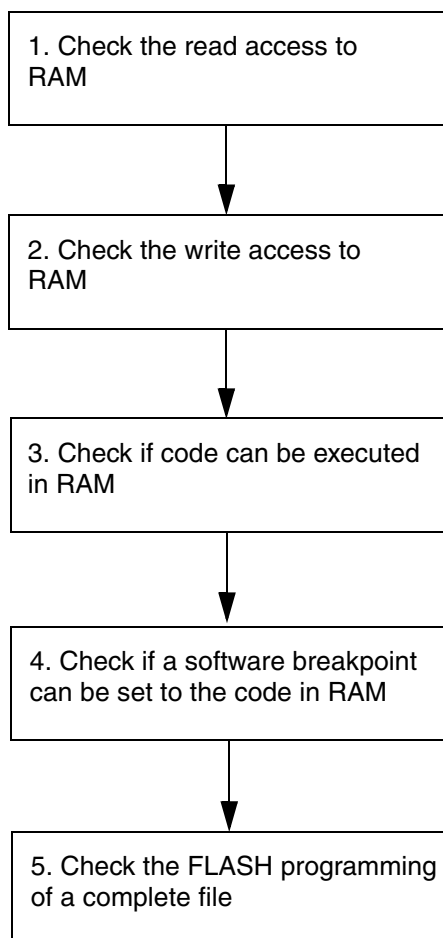 1. Check the read access to
RAM
2. Check the write access to
RAM
3. Check if code can be executed
in RAM
4. Check if a software breakpoint
can be set to the code in RAM
5. Check the FLASH programming
of a complete file